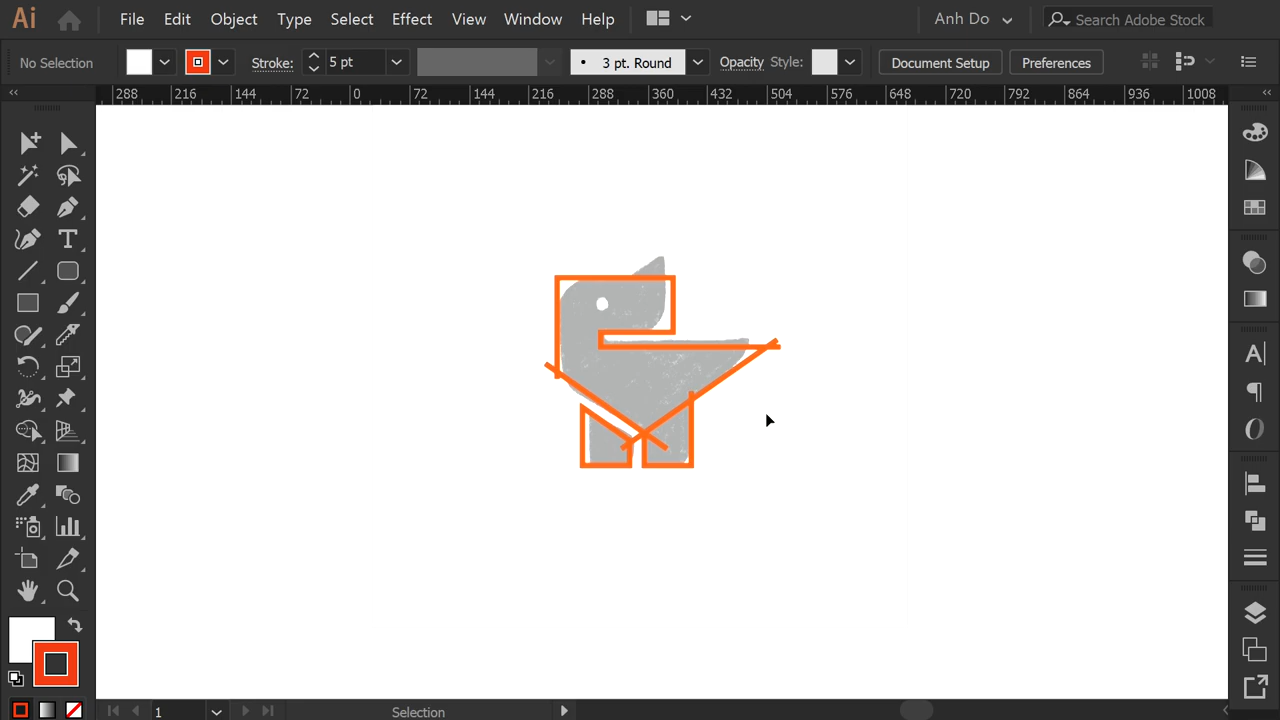 Ai File Edit Object Type Select Effect View Window Help Anh Do Search Adobe Stock
No Selection Stroke: 5 pt 3 pt. Round Opacity Style: Document Setup Preferences
288 216 144 72 0 72 144 216 288 360 432 504 576 648 720 792 864 936 1008
1 Selection